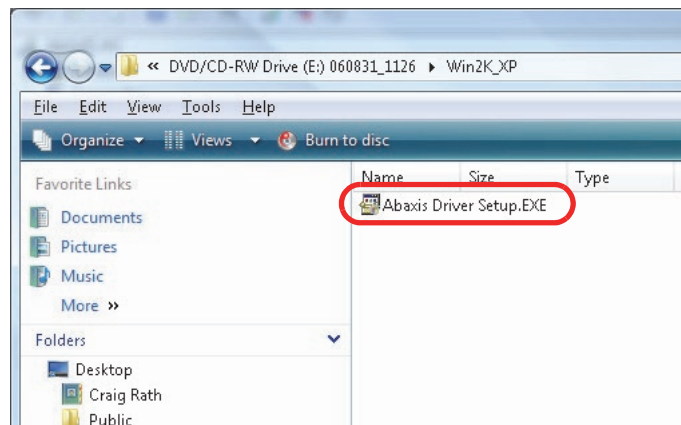 « DVD/CD-RW Drive (E:) 060831_1126 ▸ Win2K_XP
File Edit View Tools Help
Organize Views Burn to disc
Favorite Links
Documents
Pictures
Music
More »
Folders
Desktop
Craig Rath
Public
Name Size Type
Abaxis Driver Setup.EXE